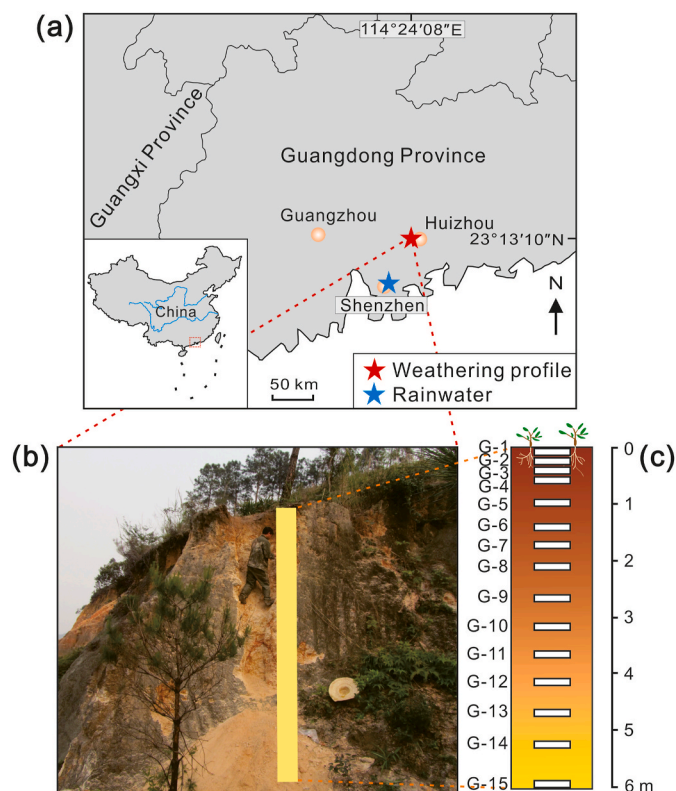 (a)
114°24′08″E
Guangxi Province
Guangdong Province
Guangzhou
Huizhou
23°13′10″N
China
Shenzhen
N
50 km
Weathering profile
Rainwater
(b)
(c)
G-1
G-2
G-3
G-4
G-5
G-6
G-7
G-8
G-9
G-10
G-11
G-12
G-13
G-14
G-15
0
1
2
3
4
5
6 m